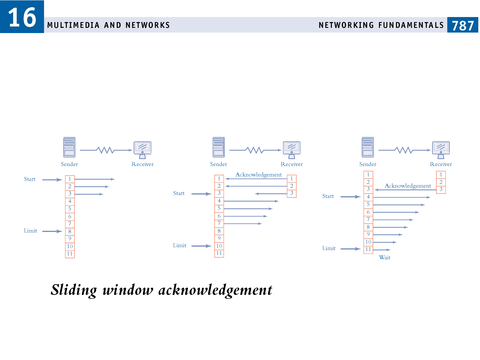 16
MULTIMEDIA AND NETWORKS
NETWORKING FUNDAMENTALS 787
Sender Receiver
Start
Limit
1
2
3
4
5
6
7
8
9
10
11
Sender Receiver
Acknowledgement
Start
Limit
1
2
3
4
5
6
7
8
9
10
11
1
2
3
Sender Receiver
Acknowledgement
Start
Limit
1
2
3
4
5
6
7
8
9
10
11
Wait
1
2
3
Sliding window acknowledgement